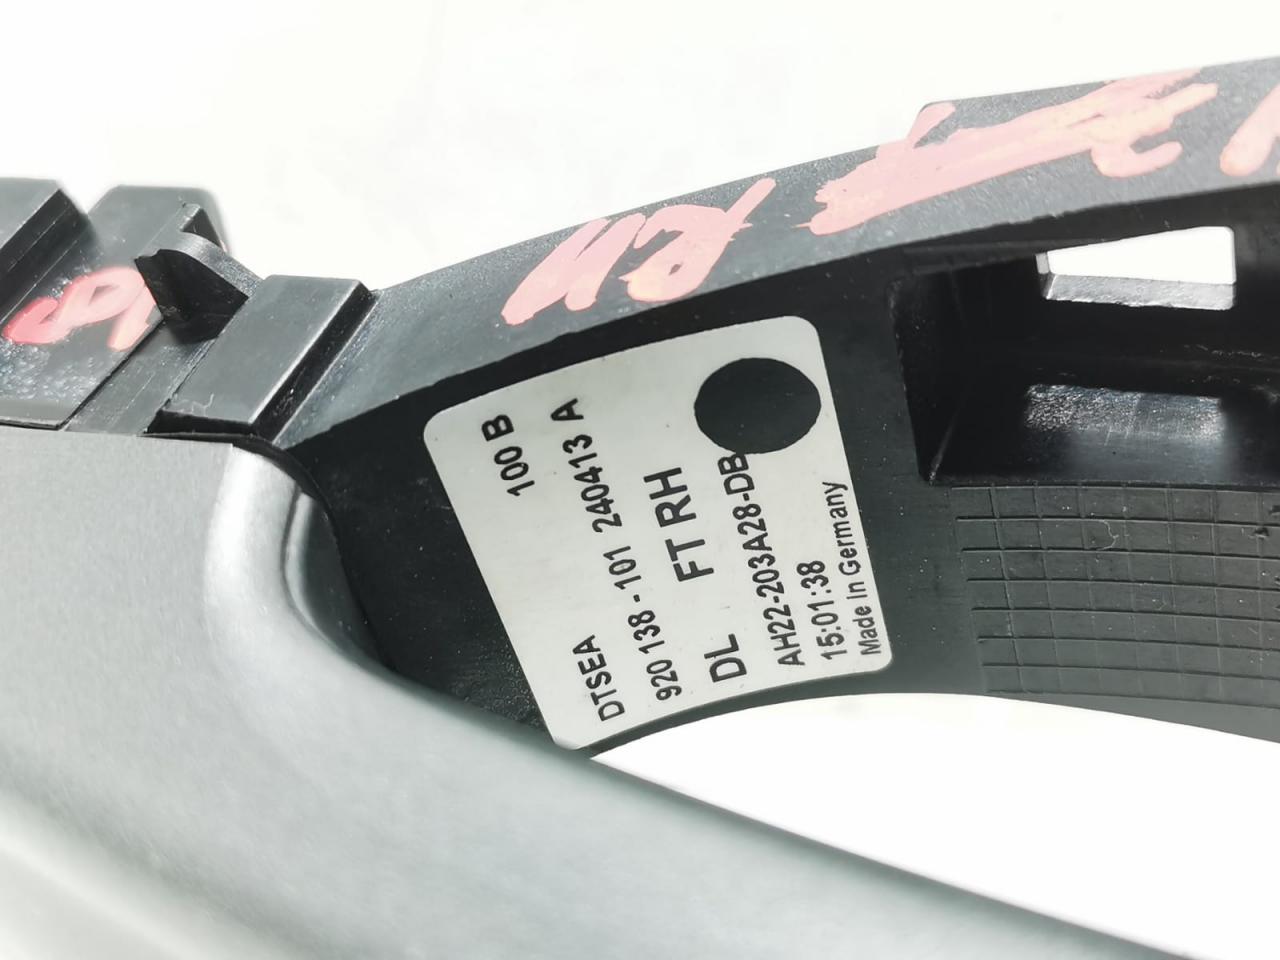 100 B
DTSEA 240413 A
920 138 - 101
DL FT RH
AH22-203A28-DB
15:01:38
Made In Germany